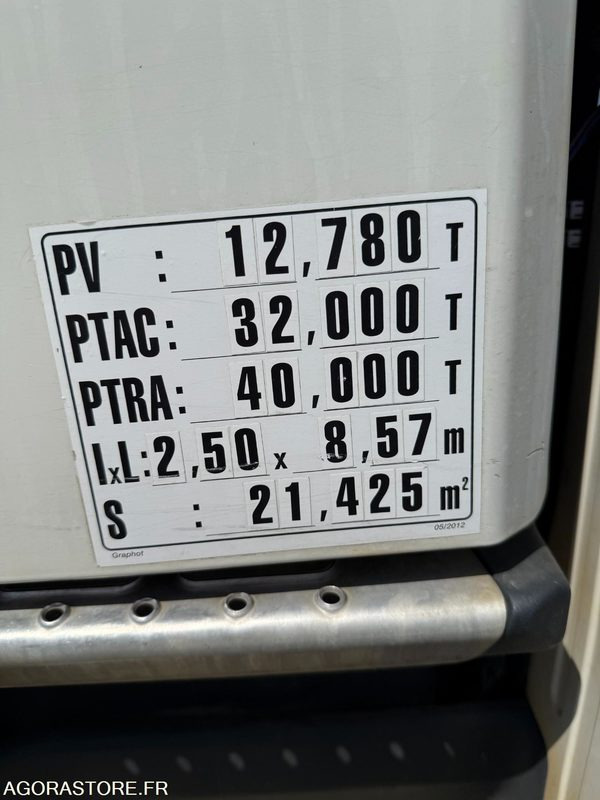 PV : 12,780 T
PTAC: 32,000 T
PTRA: 40,000 T
lxL: 2,50 x 8,57 m
S : 21,425 m²
Graphof 05/2012
AGORASTORE.FR